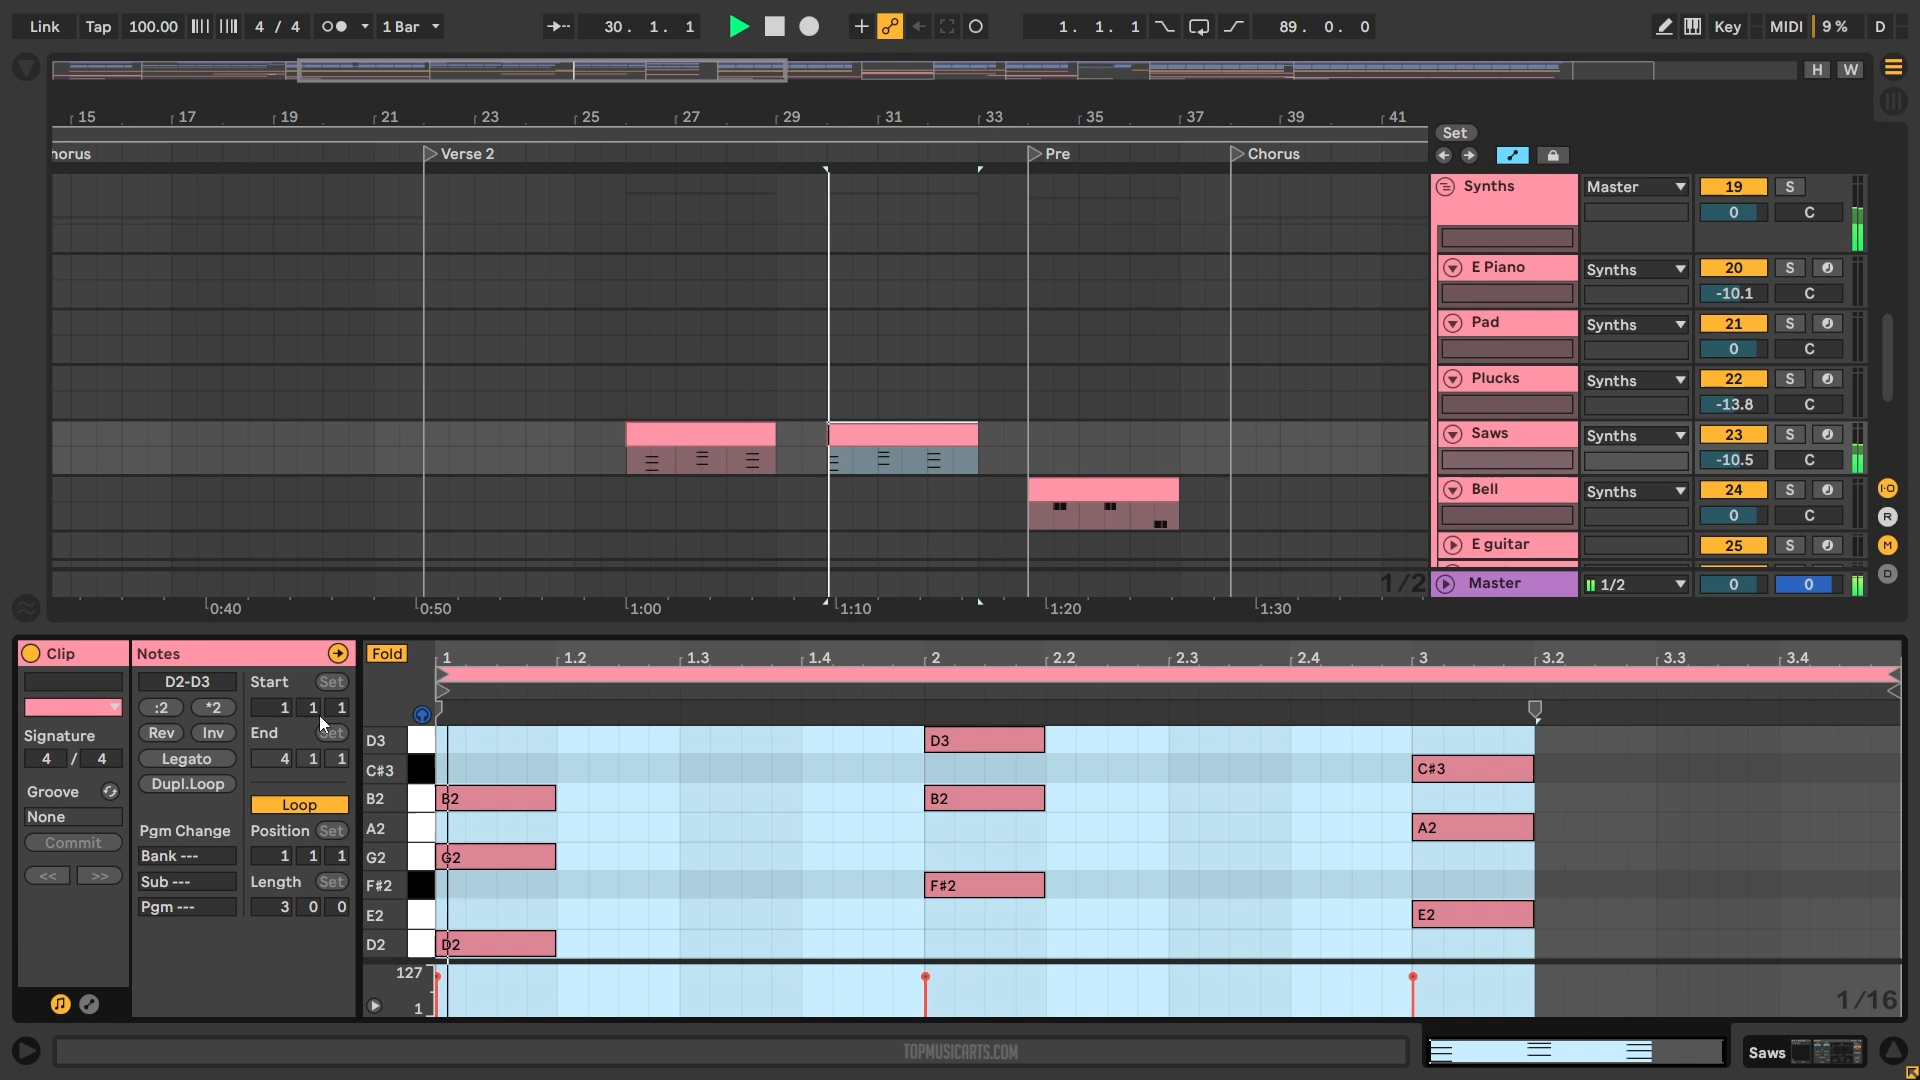 Link Tap 100.00 4 / 4 1 Bar 30. 1. 1 1. 1. 1 89. 0. 0 Key MIDI 9 % D
H W
15 17 19 21 23 25 27 29 31 33 35 37 39 41
Set
horus Verse 2 Pre Chorus
Synths Master 19 S
0 C
E Piano Synths 20 S
-10.1 C
Pad Synths 21 S
0 C
Plucks Synths 22 S
-13.8 C
Saws Synths 23 S
-10.5 C
Bell Synths 24 S
0 C
E guitar 25 S
1/2 Master 1/2 0 0
I·O
R
M
D
0:40 0:50 1:00 1:10 1:20 1:30
Clip Notes Fold 1 1.2 1.3 1.4 2 2.2 2.3 2.4 3 3.2 3.3 3.4
D2-D3 Start Set
:2 *2 1 1 1
Signature Rev Inv End Set
4 / 4 Legato 4 1 1
Groove Dupl.Loop
None Loop
Commit Pgm Change Position Set
<< >> Bank --- 1 1 1
Sub --- Length Set
Pgm --- 3 0 0
D3 D3
C#3 C#3
B2 B2 B2
A2 A2
G2 G2
F#2 F#2
E2 E2
D2 D2
127
1 1/16
TOPMUSICARTS.COM Saws